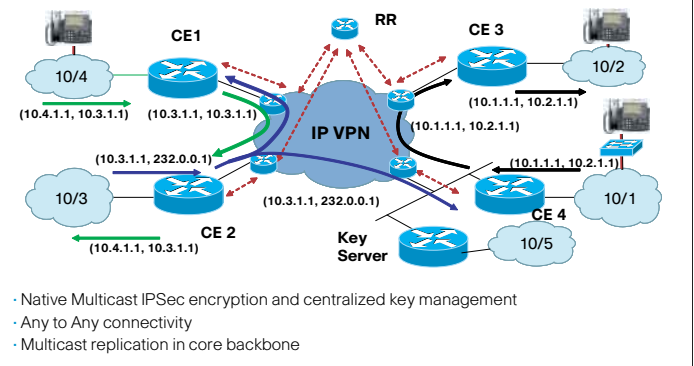 RR
CE1
CE 3
10/4
10/2
(10.4.1.1, 10.3.1.1)
(10.3.1.1, 10.3.1.1)
(10.1.1.1, 10.2.1.1)
IP VPN
(10.1.1.1, 10.2.1.1)
(10.3.1.1, 232.0.0.1)
(10.1.1.1, 10.2.1.1)
10/3
(10.3.1.1, 232.0.0.1)
10/1
CE 4
CE 2
(10.4.1.1, 10.3.1.1)
Key
Server
10/5
· Native Multicast IPSec encryption and centralized key management
· Any to Any connectivity
· Multicast replication in core backbone